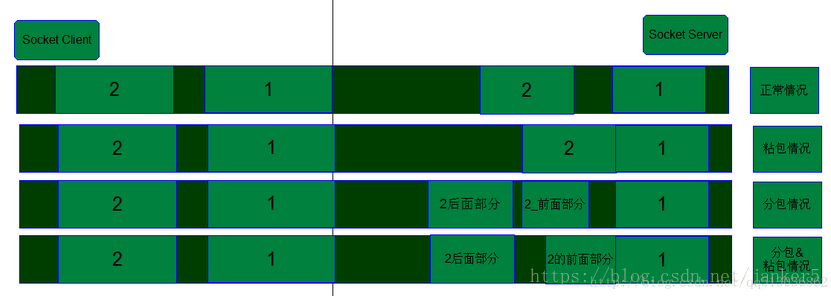 Socket Client
Socket Server
2 1 2 1 正常情况
2 1 2 1 粘包情况
2 1 2后面部分 2_前面部分 1 分包情况
2 1 2后面部分 2的前面部分 1 分包&
粘包情况
https://blog.csdn.net/janker5